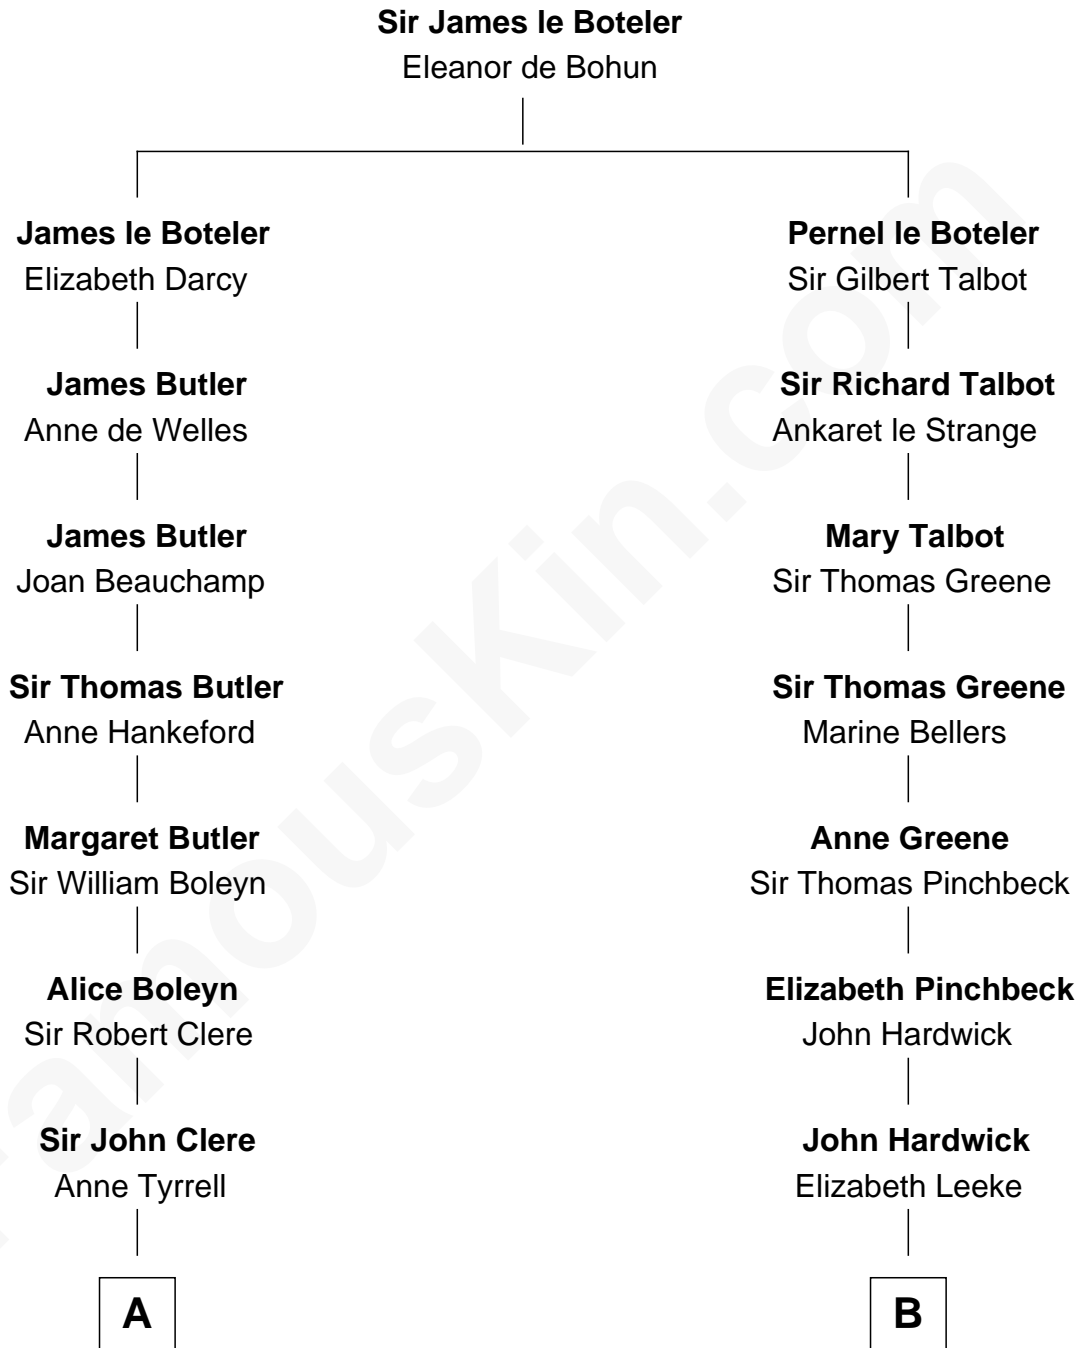 Sir James le Boteler
Eleanor de Bohun
James le Boteler
Elizabeth Darcy
Pernel le Boteler
Sir Gilbert Talbot
James Butler
Anne de Welles
Sir Richard Talbot
Ankaret le Strange
James Butler
Joan Beauchamp
Mary Talbot
Sir Thomas Greene
Sir Thomas Butler
Anne Hankeford
Sir Thomas Greene
Marine Bellers
Margaret Butler
Sir William Boleyn
Anne Greene
Sir Thomas Pinchbeck
Alice Boleyn
Sir Robert Clere
Elizabeth Pinchbeck
John Hardwick
Sir John Clere
Anne Tyrrell
John Hardwick
Elizabeth Leeke
A
B
FamousKin.com